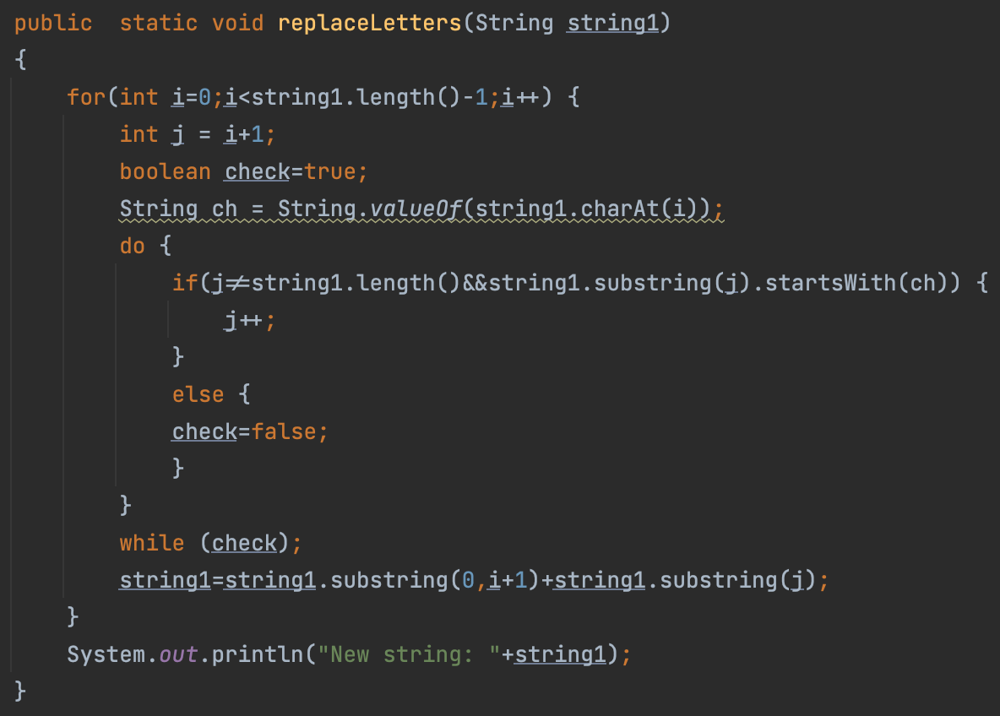 public  static void replaceLetters(String string1)
{
    for(int i=0;i<string1.length()-1;i++) {
        int j = i+1;
        boolean check=true;
        String ch = String.valueOf(string1.charAt(i));
        do {
            if(j!=string1.length()&&string1.substring(j).startsWith(ch)) {
                j++;
            }
            else {
            check=false;
            }
        }
        while (check);
        string1=string1.substring(0,i+1)+string1.substring(j);
    }
    System.out.println("New string: "+string1);
}